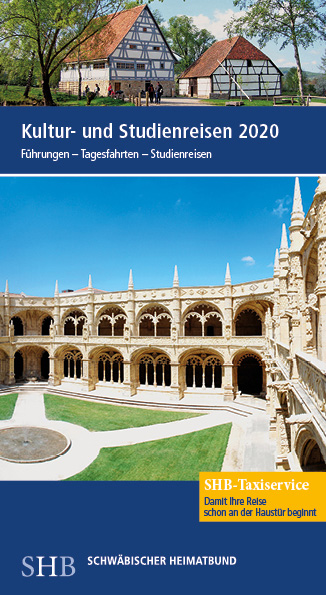 Kultur- und Studienreisen 2020
Führungen – Tagesfahrten – Studienreisen
SHB-Taxiservice
Damit Ihre Reise
schon an der Haustür beginnt
SHB SCHWÄBISCHER HEIMATBUND